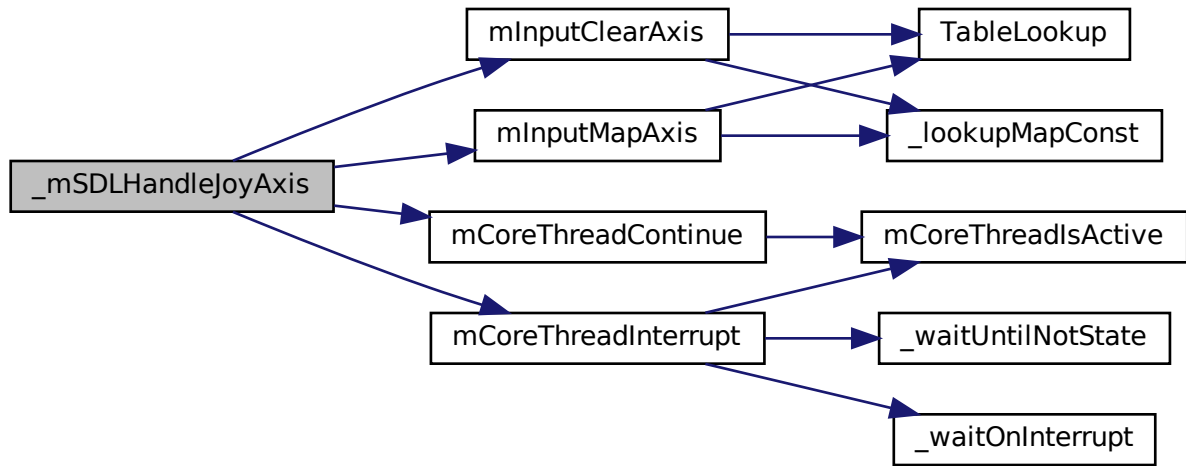 mInputClearAxis
TableLookup
mInputMapAxis
_lookupMapConst
_mSDLHandleJoyAxis
mCoreThreadContinue
mCoreThreadIsActive
mCoreThreadInterrupt
_waitUntilNotState
_waitOnInterrupt